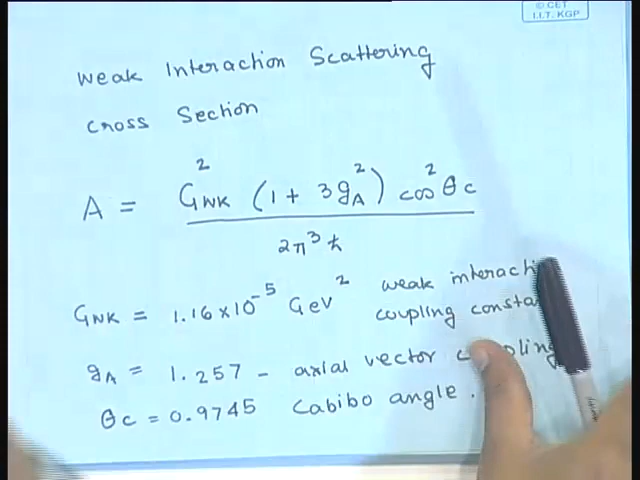 © CET
I.I.T. KGP
Weak Interaction Scattering
Cross Section
A = G²wk (1 + 3g²A) cos²θc / 2π³ħ
Gwk = 1.16×10⁻⁵ GeV² weak interacti
coupling consta
gA = 1.257 - axial vector
θc = 0.9745 Cabibo angle.